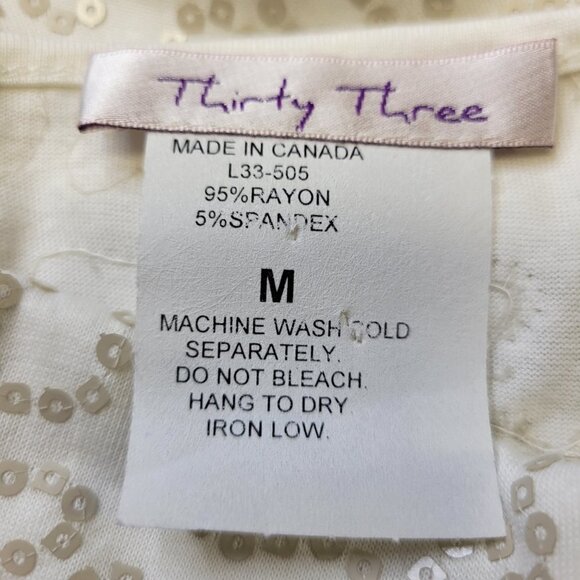 Thirty Three
MADE IN CANADA
L33-505
95%RAYON
5%SPANDEX
M
MACHINE WASH COLD
SEPARATELY.
DO NOT BLEACH.
HANG TO DRY
IRON LOW.